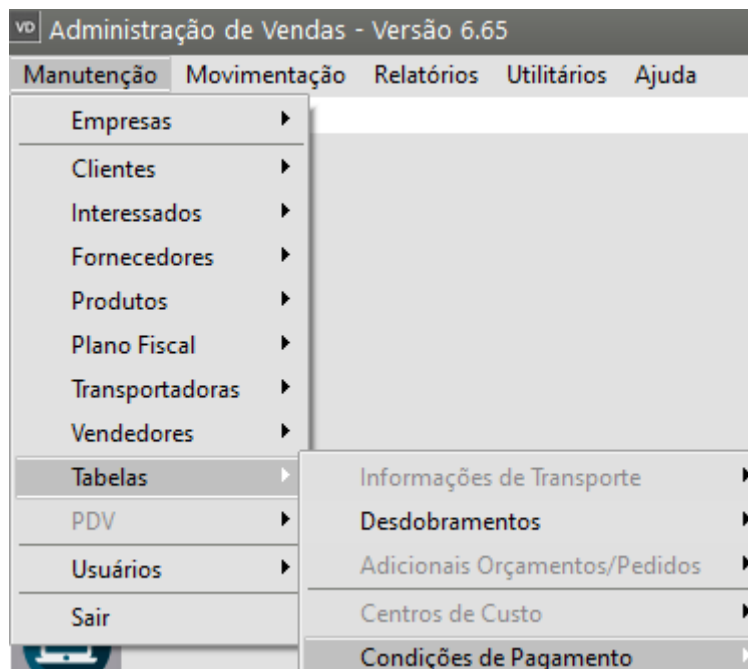 VD Administração de Vendas - Versão 6.65
Manutenção Movimentação Relatórios Utilitários Ajuda
Empresas
Clientes
Interessados
Fornecedores
Produtos
Plano Fiscal
Transportadoras
Vendedores
Tabelas
Informações de Transporte
PDV
Desdobramentos
Usuários
Adicionais Orçamentos/Pedidos
Sair
Centros de Custo
Condições de Pagamento